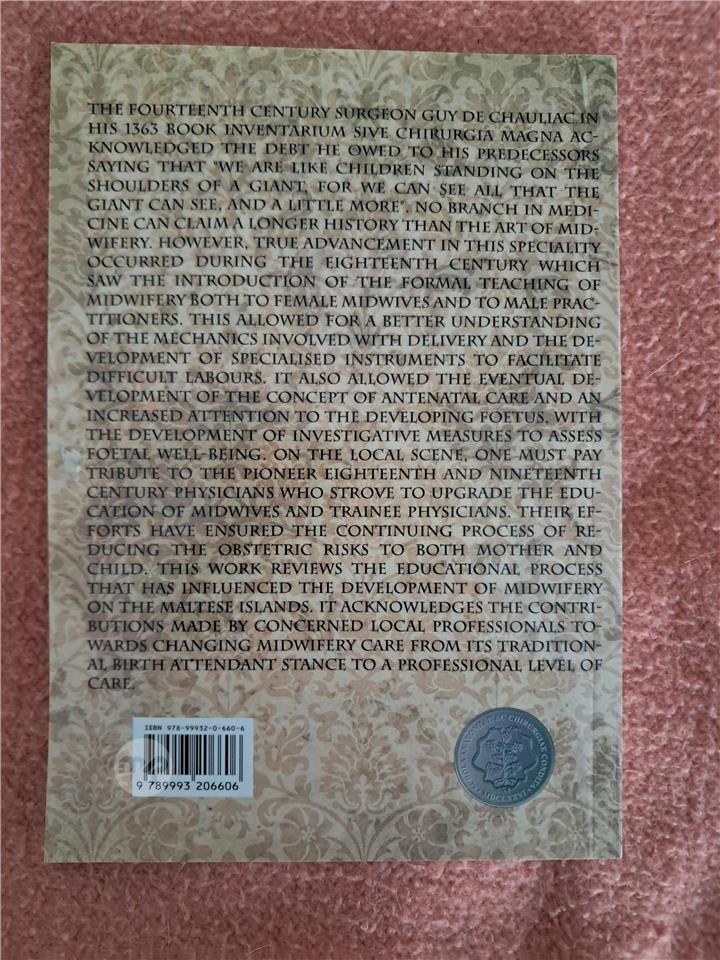 THE FOURTEENTH CENTURY SURGEON GUY DE CHAULIAC IN
HIS 1363 BOOK INVENTARIUM SIVE CHIRURGIA MAGNA AC-
KNOWLEDGED THE DEBT HE OWED TO HIS PREDECESSORS
SAYING THAT "WE ARE LIKE CHILDREN STANDING ON THE
SHOULDERS OF A GIANT, FOR WE CAN SEE ALL THAT THE
GIANT CAN SEE, AND A LITTLE MORE". NO BRANCH IN MEDI-
CINE CAN CLAIM A LONGER HISTORY THAN THE ART OF MID-
WIFERY. HOWEVER, TRUE ADVANCEMENT IN THIS SPECIALITY
OCCURRED DURING THE EIGHTEENTH CENTURY WHICH
SAW THE INTRODUCTION OF THE FORMAL TEACHING OF
MIDWIFERY BOTH TO FEMALE MIDWIVES AND TO MALE PRAC-
TITIONERS. THIS ALLOWED FOR A BETTER UNDERSTANDING
OF THE MECHANICS INVOLVED WITH DELIVERY AND THE DE-
VELOPMENT OF SPECIALISED INSTRUMENTS TO FACILITATE
DIFFICULT LABOURS. IT ALSO ALLOWED THE EVENTUAL DE-
VELOPMENT OF THE CONCEPT OF ANTENATAL CARE AND AN
INCREASED ATTENTION TO THE DEVELOPING FOETUS, WITH
THE DEVELOPMENT OF INVESTIGATIVE MEASURES TO ASSESS
FOETAL WELL-BEING. ON THE LOCAL SCENE, ONE MUST PAY
TRIBUTE TO THE PIONEER EIGHTEENTH AND NINETEENTH
CENTURY PHYSICIANS WHO STROVE TO UPGRADE THE EDU-
CATION OF MIDWIVES AND TRAINEE PHYSICIANS. THEIR EF-
FORTS HAVE ENSURED THE CONTINUING PROCESS OF RE-
DUCING THE OBSTETRIC RISKS TO BOTH MOTHER AND
CHILD. THIS WORK REVIEWS THE EDUCATIONAL PROCESS
THAT HAS INFLUENCED THE DEVELOPMENT OF MIDWIFERY
ON THE MALTESE ISLANDS. IT ACKNOWLEDGES THE CONTRI-
BUTIONS MADE BY CONCERNED LOCAL PROFESSIONALS TO-
WARDS CHANGING MIDWIFERY CARE FROM ITS TRADITION-
AL BIRTH ATTENDANT STANCE TO A PROFESSIONAL LEVEL OF
CARE.
ISBN 978-99932-0-660-6
9 789993 206606
SCHOLA ANATOMIAE AC CHIRURGIAE CONDITA
MDCLXXVI